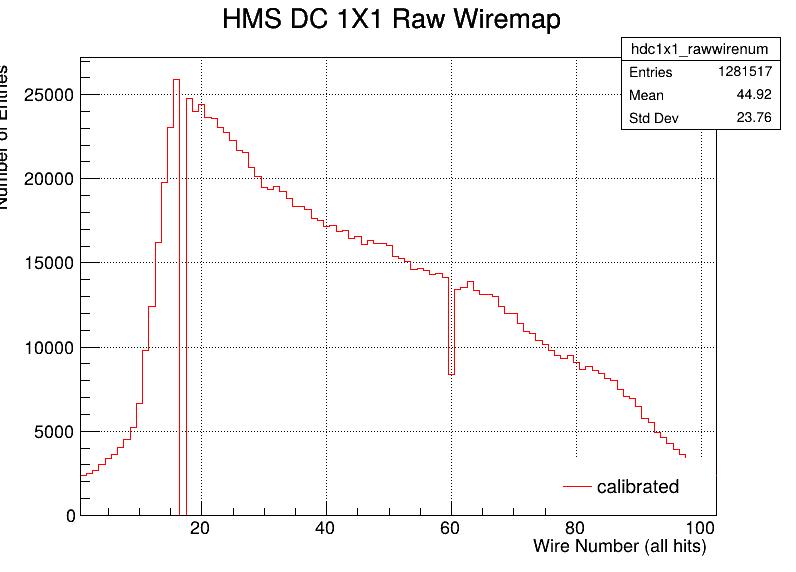 HMS DC 1X1 Raw Wiremap
hdc1x1_rawwirenum
Entries 1281517
Mean 44.92
Std Dev 23.76
Number of Entries
25000
20000
15000
10000
5000
0
calibrated
20 40 60 80 100
Wire Number (all hits)